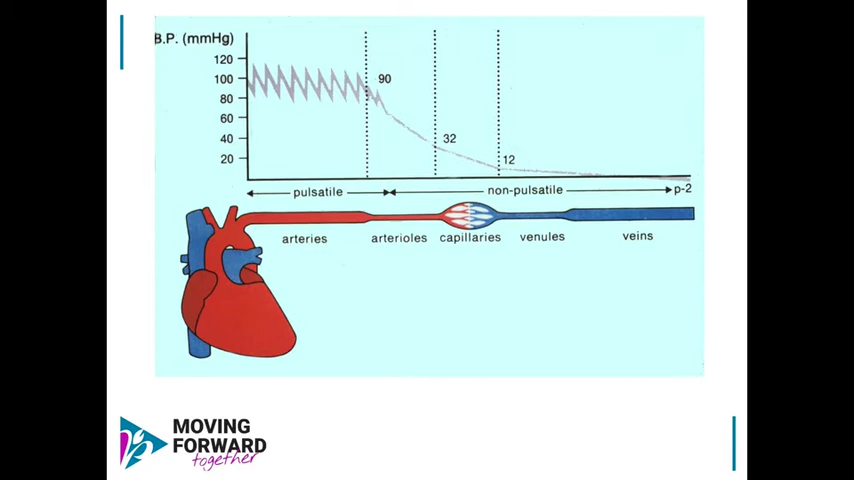 B.P. (mmHg)
120
100
80
60
40
20
90
32
12
pulsatile
non-pulsatile
p-2
arteries
arterioles
capillaries
venules
veins
MOVING
FORWARD
together